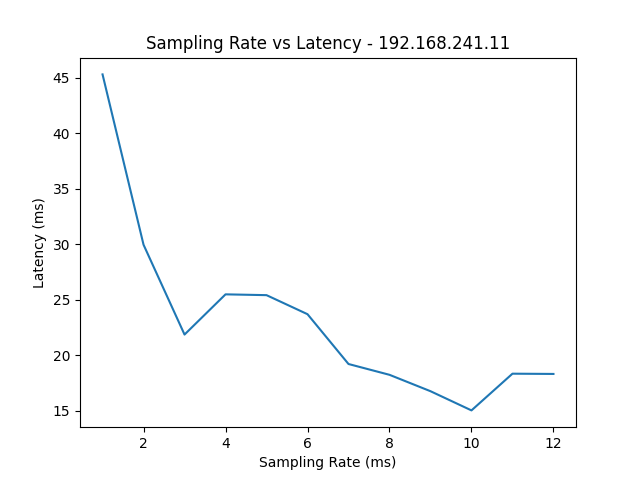 Sampling Rate vs Latency - 192.168.241.11
45
40
35
30
25
20
15
Latency (ms)
2 4 6 8 10 12
Sampling Rate (ms)